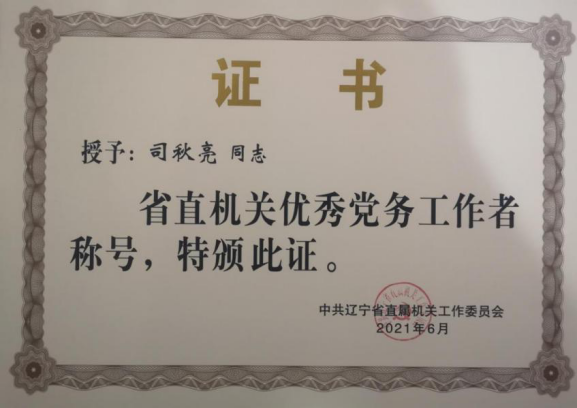 证书
授予：司秋亮 同志
省直机关优秀党务工作者
称号，特颁此证。
中共辽宁省直属机关工作委员会
2021年6月